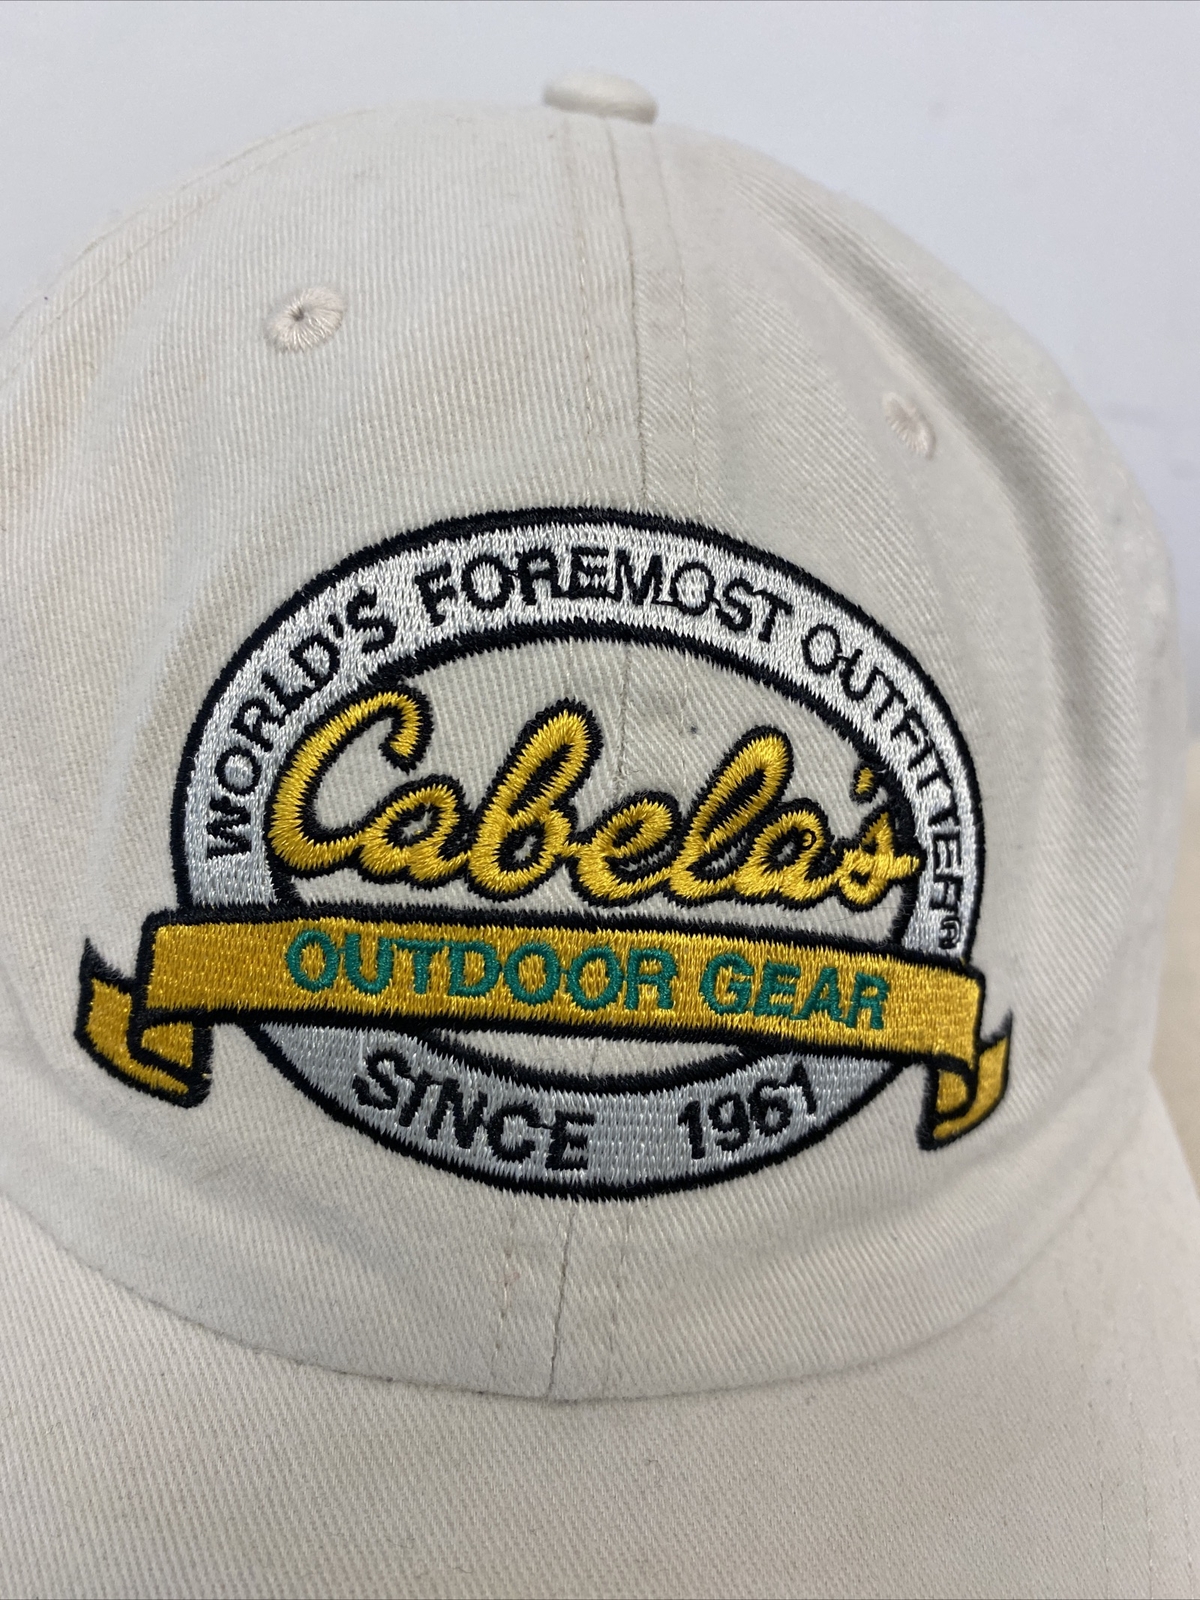 WORLD'S FOREMOST OUTFITTER®
Cabela's
OUTDOOR GEAR
SINCE 1961